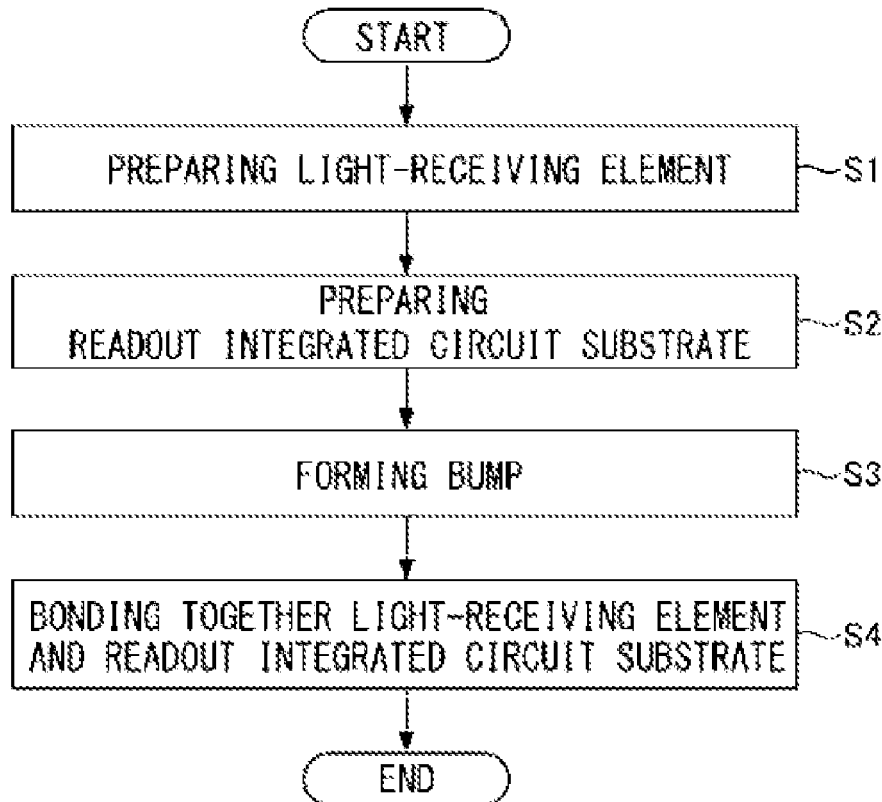 START
PREPARING LIGHT-RECEIVING ELEMENT
S1
PREPARING
READOUT INTEGRATED CIRCUIT SUBSTRATE
S2
FORMING BUMP
S3
BONDING TOGETHER LIGHT-RECEIVING ELEMENT
AND READOUT INTEGRATED CIRCUIT SUBSTRATE
S4
END